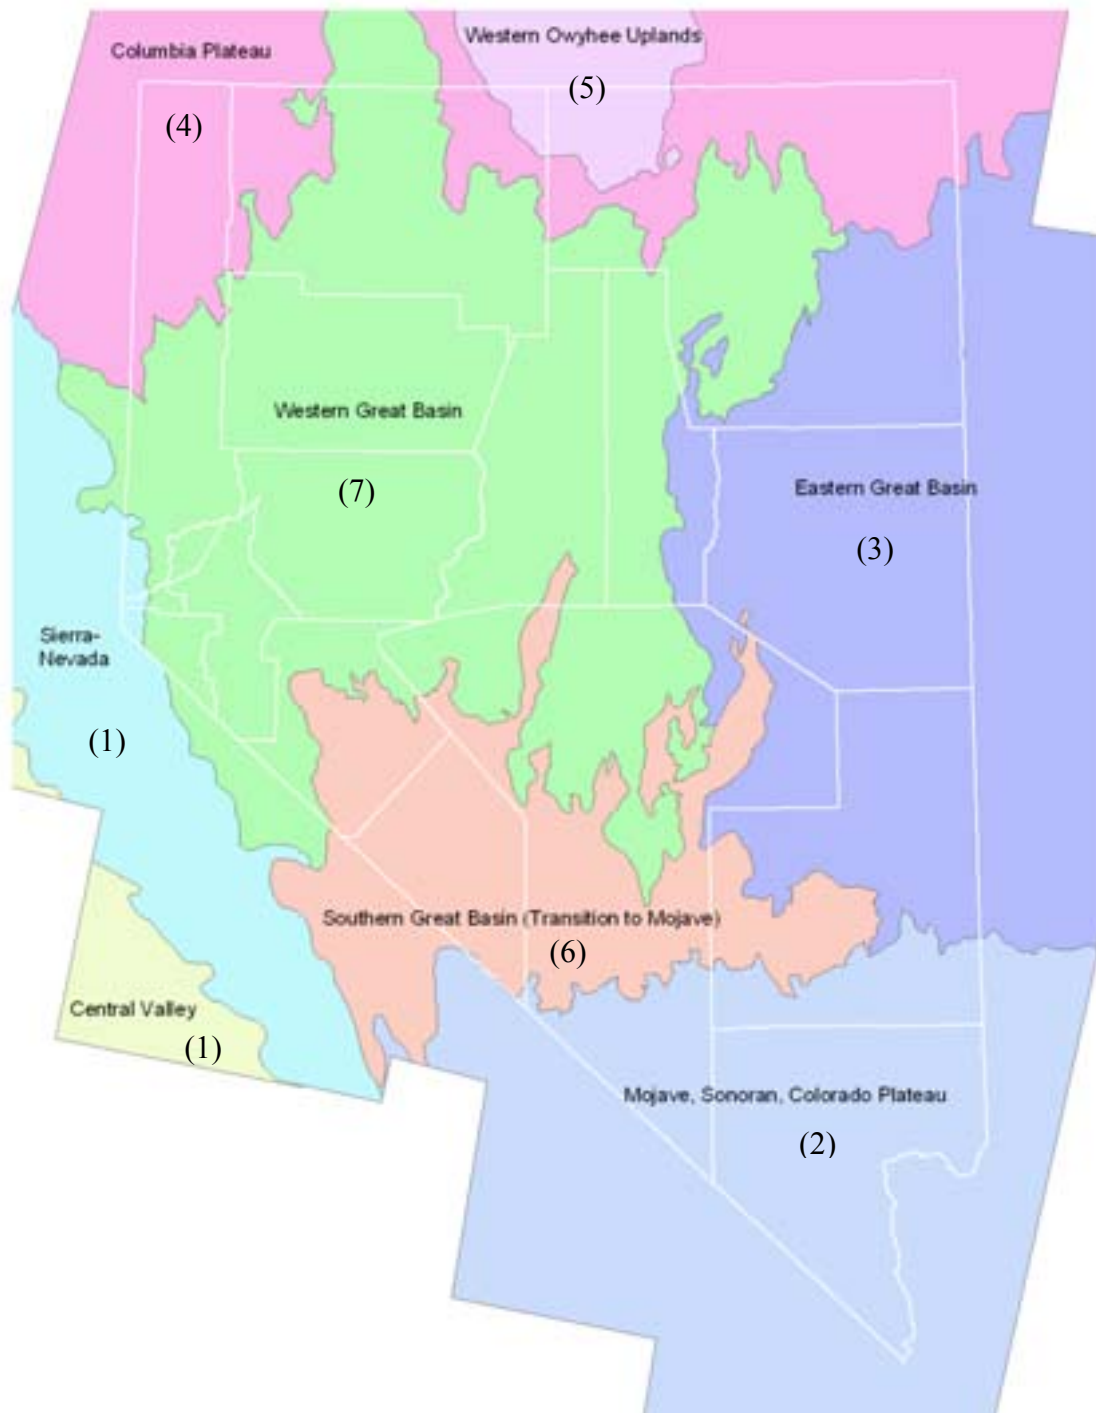 Western Owyhee Uplands
(5)
Columbia Plateau
(4)
Western Great Basin
(7)
Eastern Great Basin
(3)
Sierra-
Nevada
(1)
Southern Great Basin (Transition to Mojave)
(6)
Central Valley
(1)
Mojave, Sonoran, Colorado Plateau
(2)